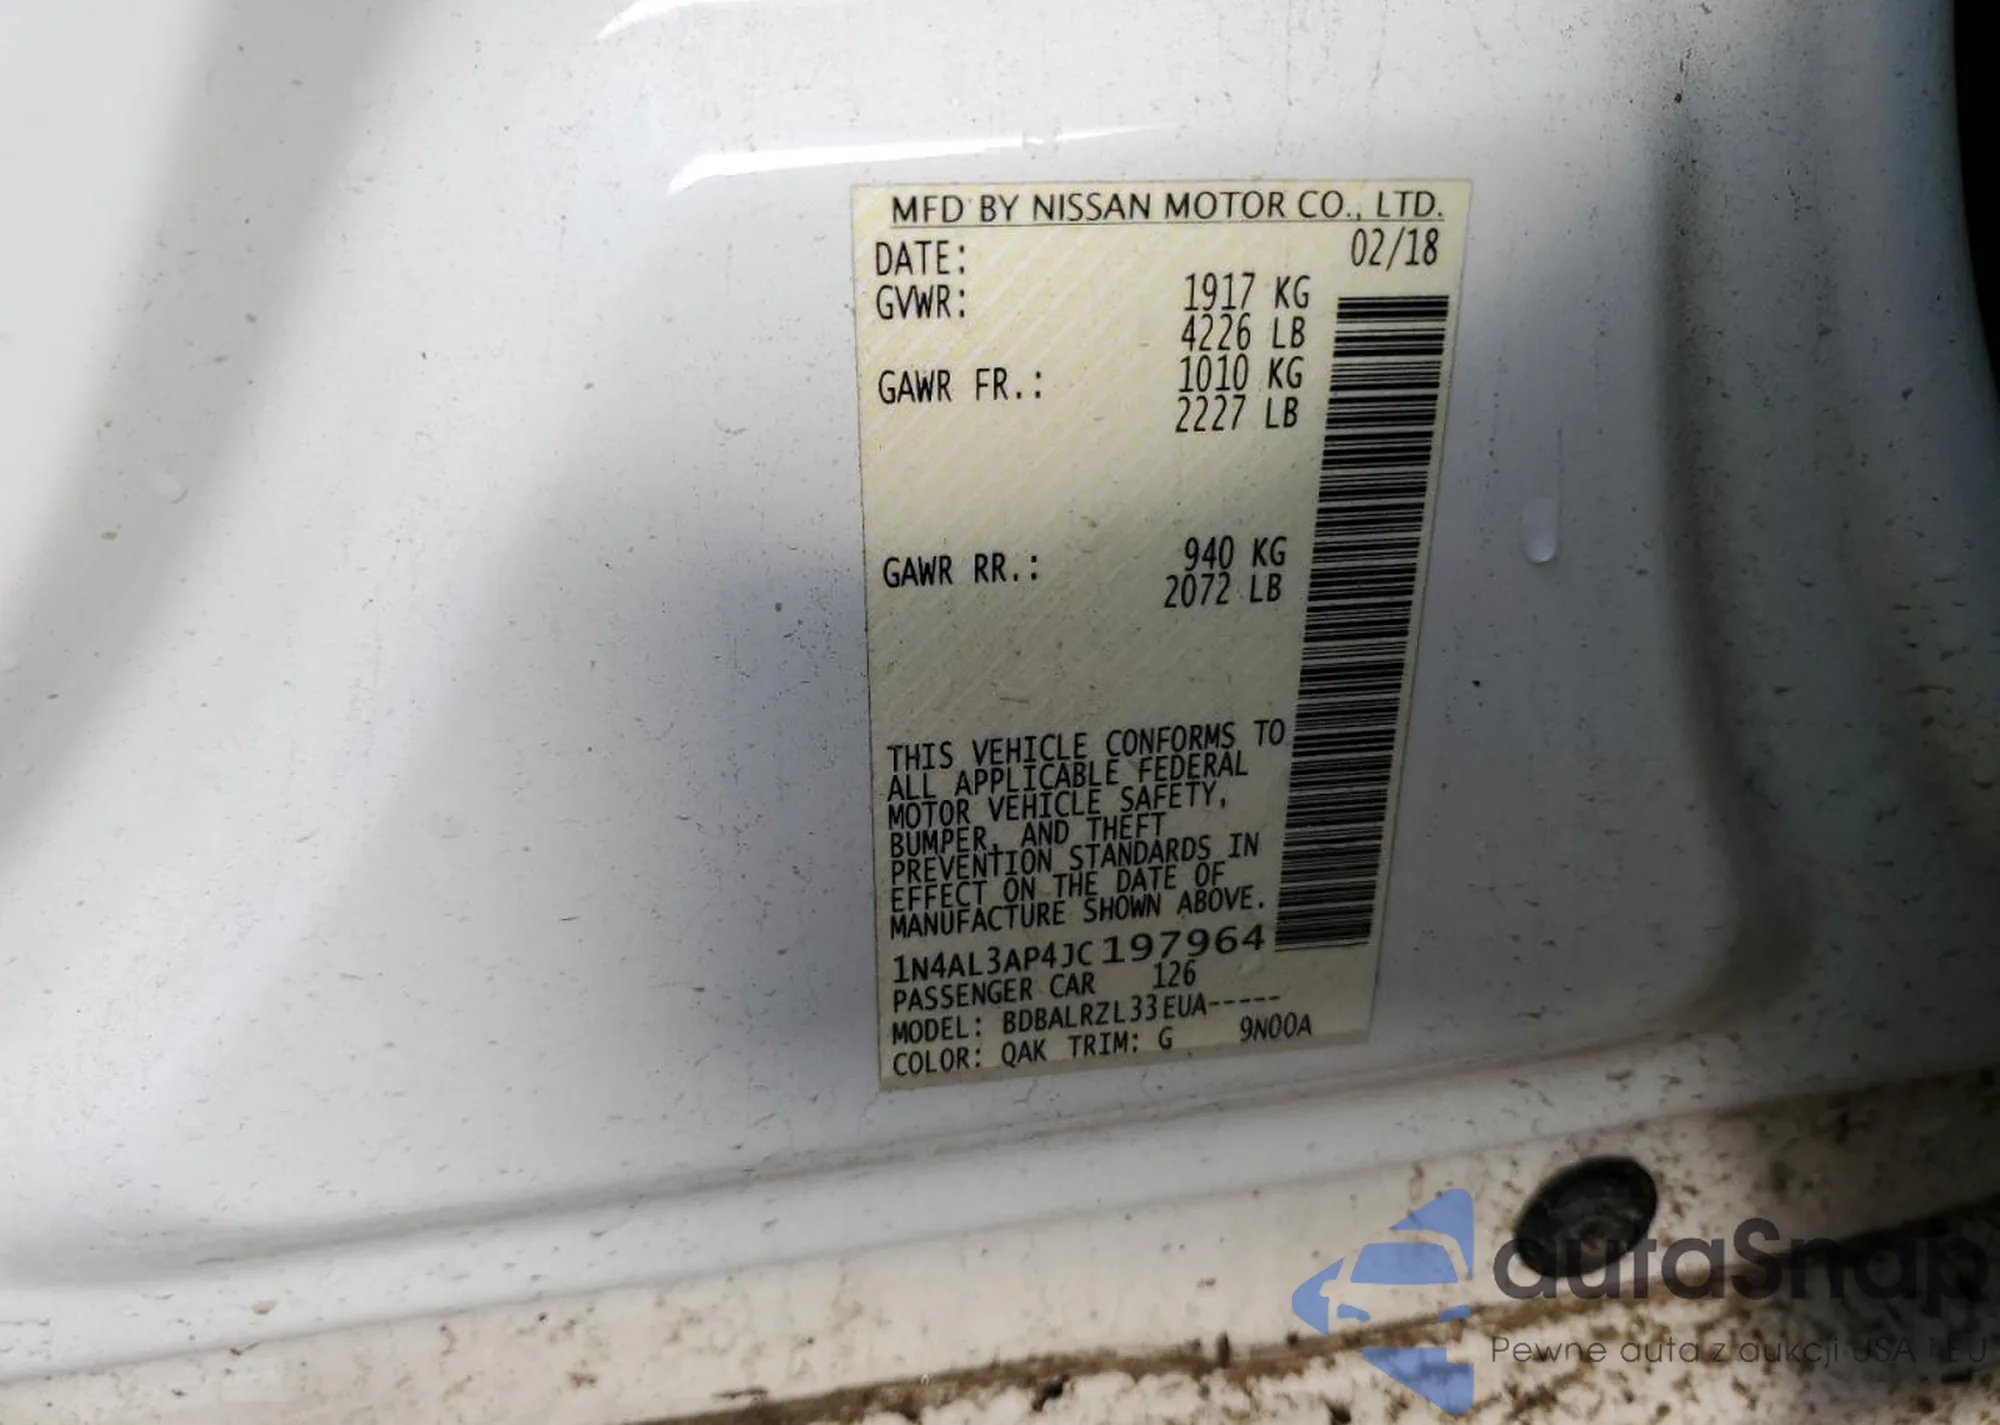 MFD BY NISSAN MOTOR CO., LTD.
DATE: 02/18
GVWR: 1917 KG
4226 LB
GAWR FR.: 1010 KG
2227 LB
GAWR RR.: 940 KG
2072 LB
THIS VEHICLE CONFORMS TO
ALL APPLICABLE FEDERAL
MOTOR VEHICLE SAFETY,
BUMPER, AND THEFT
PREVENTION STANDARDS IN
EFFECT ON THE DATE OF
MANUFACTURE SHOWN ABOVE.
1N4AL3AP4JC197964
PASSENGER CAR 126
MODEL: BDBALRZL33EUA-----
COLOR: QAK TRIM: G 9N00A
autaSnap
Pewne auta z aukcji USA i EU